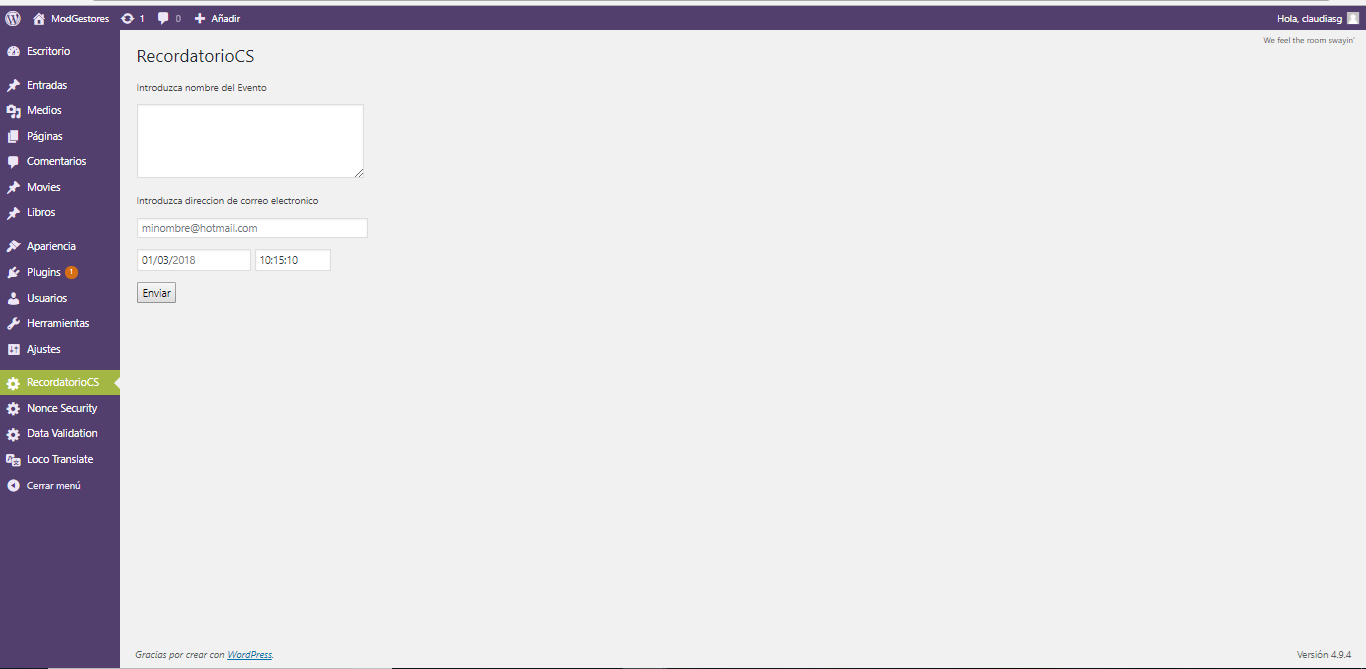 ModGestores 1 0 Añadir Hola, claudiasg
We feel the room swayin'
Escritorio
Entradas
Medios
Páginas
Comentarios
Movies
Libros
Apariencia
Plugins 1
Usuarios
Herramientas
Ajustes
RecordatorioCS
Nonce Security
Data Validation
Loco Translate
Cerrar menú
RecordatorioCS
Introduzca nombre del Evento
Introduzca direccion de correo electronico
minombre@hotmail.com
01/03/2018 10:15:10
Enviar
Gracias por crear con WordPress.
Versión 4.9.4